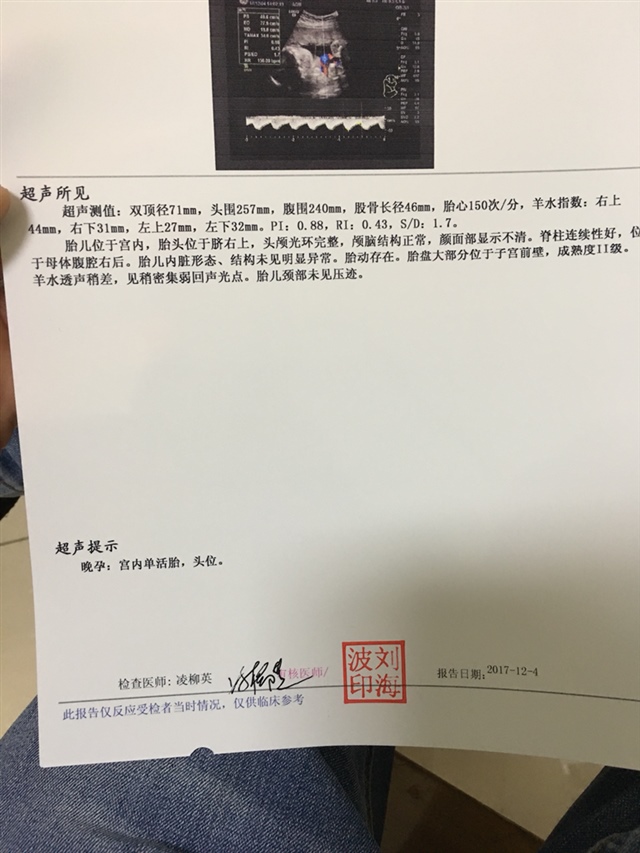 超声所见
超声测值：双顶径71mm，头围257mm，腹围240mm，股骨长径46mm，胎心150次/分，羊水指数：右上
44mm，右下31mm，左上27mm，左下32mm。PI：0.88，RI：0.43，S/D：1.7。
胎儿位于宫内，胎头位于脐右上，头颅光环完整，颅脑结构正常，颜面部显示不清。脊柱连续性好，位
于母体腹腔右后。胎儿内脏形态、结构未见明显异常。胎动存在。胎盘大部分位于子宫前壁，成熟度II级。
羊水透声稍差，见稍密集弱回声光点。胎儿颈部未见压迹。
超声提示
晚孕：宫内单活胎，头位。
检查医师：凌柳英 核医师/ 刘海波印 报告日期：2017-12-4
此报告仅反应受检者当时情况，仅供临床参考